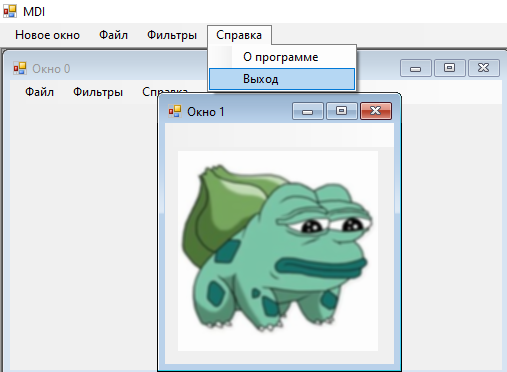 MDI
Новое окно Файл Фильтры Справка
О программе
Окно 0
Выход
Файл Фильтры Справка
Окно 1